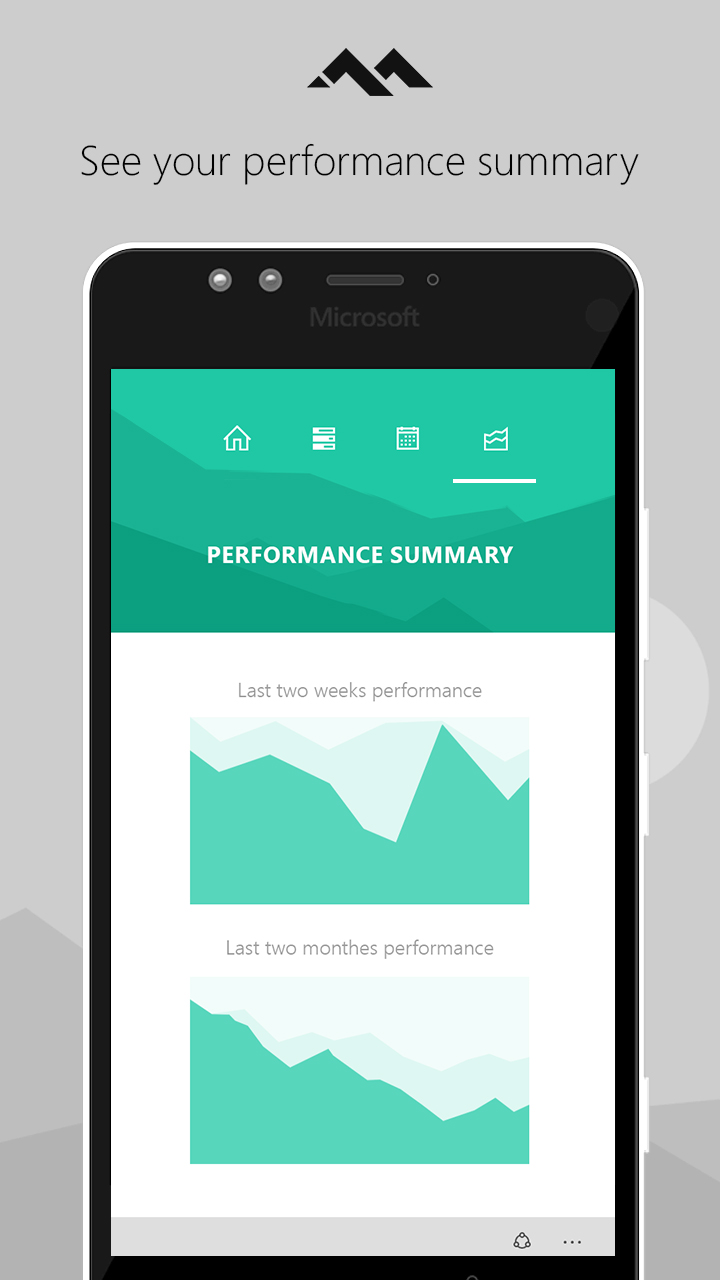 See your performance summary
Microsoft
PERFORMANCE SUMMARY
Last two weeks performance
Last two monthes performance